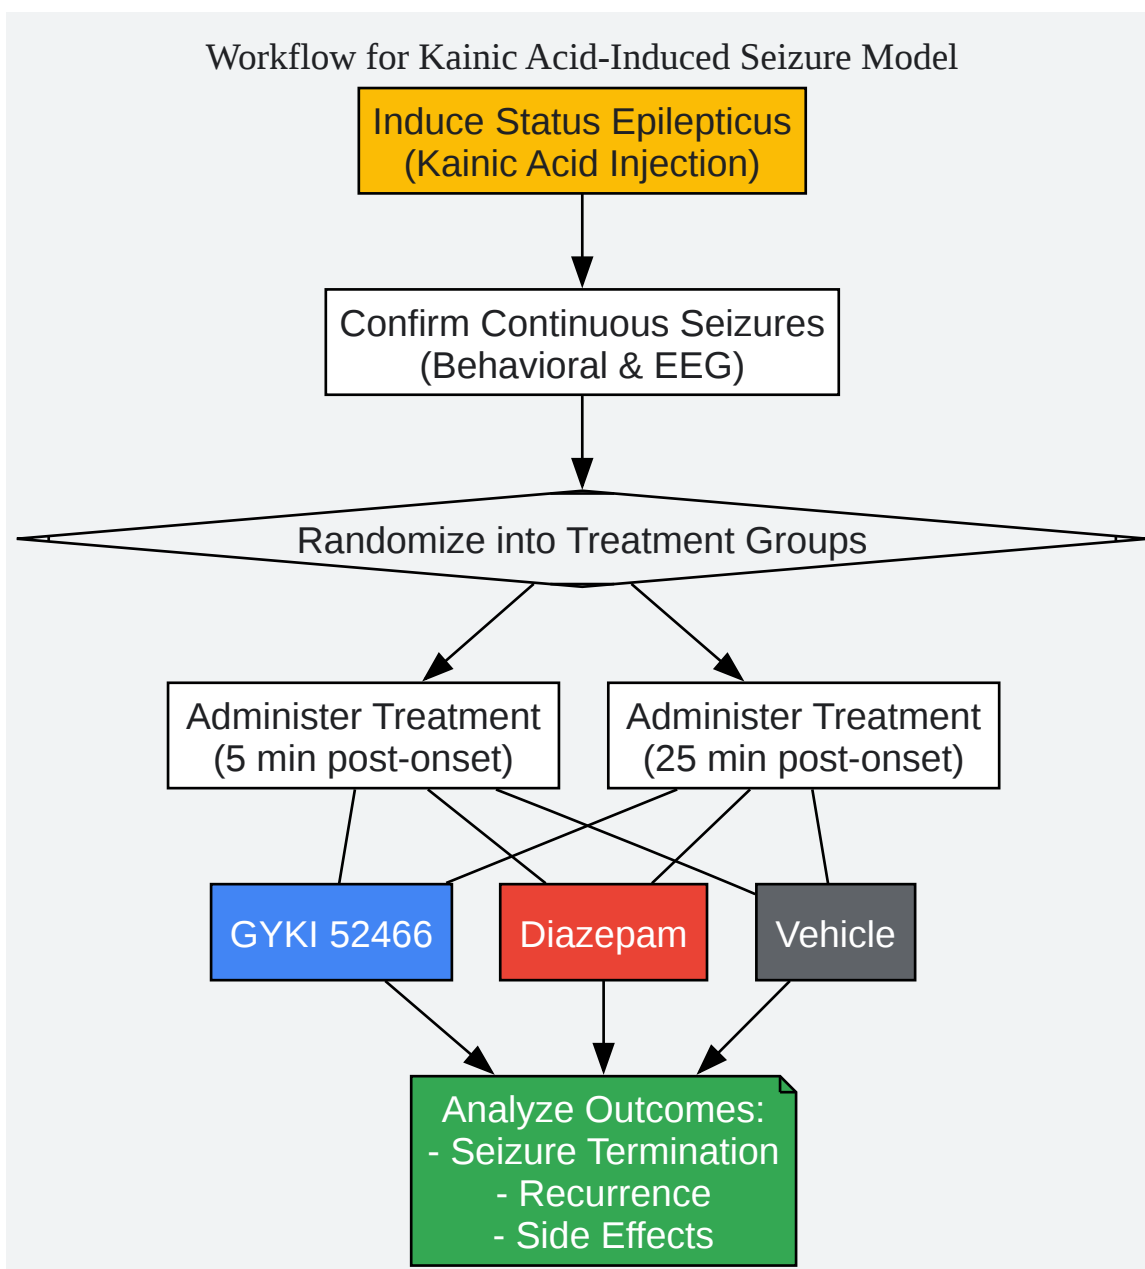 Workflow for Kainic Acid-Induced Seizure Model
Induce Status Epilepticus
(Kainic Acid Injection)
Confirm Continuous Seizures
(Behavioral & EEG)
Randomize into Treatment Groups
Administer Treatment
(5 min post-onset)
Administer Treatment
(25 min post-onset)
GYKI 52466
Diazepam
Vehicle
Analyze Outcomes:
- Seizure Termination
- Recurrence
- Side Effects